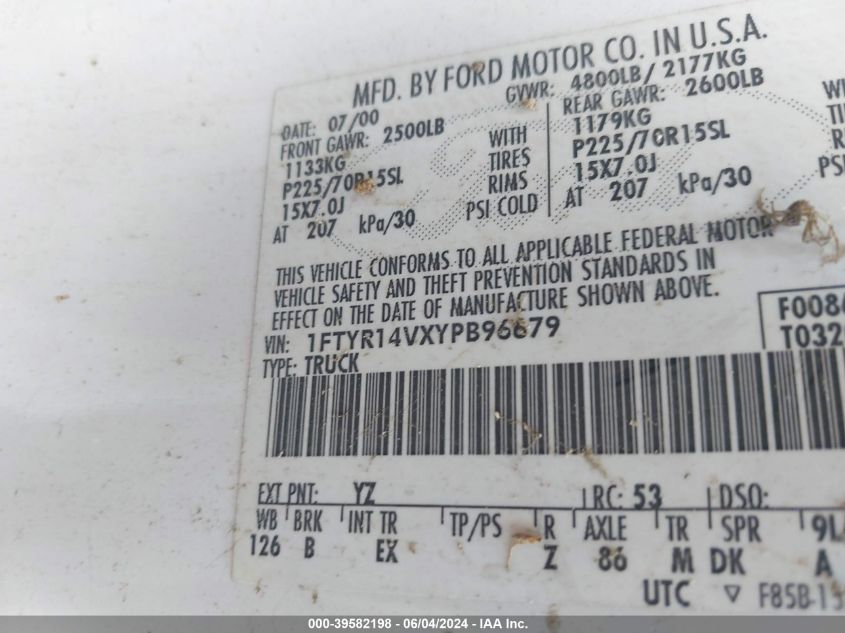 MFD. BY FORD MOTOR CO. IN U.S.A.
DATE: 07/00 GVWR: 4800LB/ 2177KG
FRONT GAWR: 2500LB REAR GAWR: 2600LB
1133KG WITH 1179KG
P225/70R15SL TIRES P225/70R15SL
15X7.0J RIMS 15X7.0J
AT 207 kPa/30 PSI COLD AT 207 kPa/30
THIS VEHICLE CONFORMS TO ALL APPLICABLE FEDERAL MOTOR
VEHICLE SAFETY AND THEFT PREVENTION STANDARDS IN
EFFECT ON THE DATE OF MANUFACTURE SHOWN ABOVE.
VIN: 1FTYR14VXYPB96679
TYPE: TRUCK
EXT PNT: YZ RC: 53 DSO:
WB BRK INT TR TP/PS R AXLE TR SPR
126 B EX Z 86 M DK A
UTC ▽ F85B-15
000-39582198 - 06/04/2024 - IAA Inc.